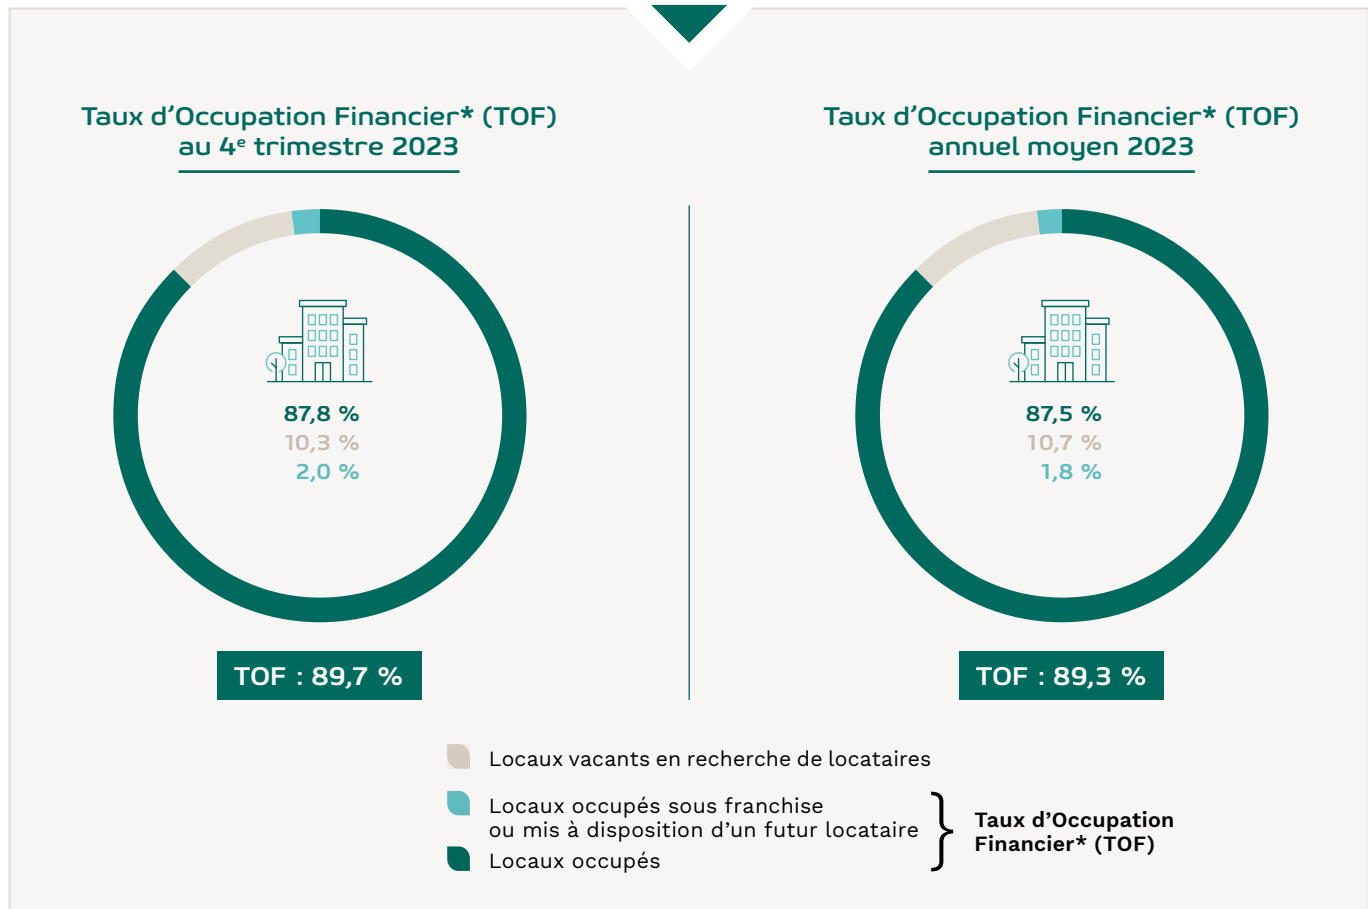 Taux d’Occupation Financier* (TOF)
au 4e trimestre 2023
87,8 %
10,3 %
2,0 %
TOF : 89,7 %
Taux d’Occupation Financier* (TOF)
annuel moyen 2023
87,5 %
10,7 %
1,8 %
TOF : 89,3 %
Locaux vacants en recherche de locataires
Locaux occupés sous franchise
ou mis à disposition d’un futur locataire
Locaux occupés
Taux d’Occupation
Financier* (TOF)